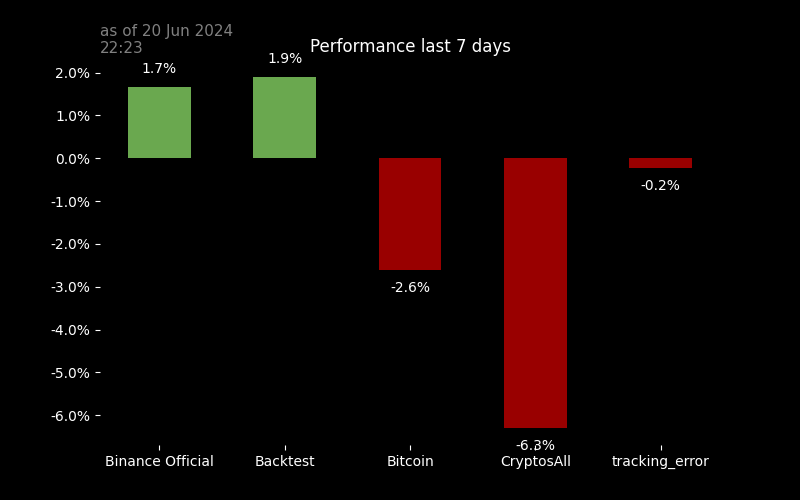 as of 20 Jun 2024
22:23
Performance last 7 days
1.7%
1.9%
2.0%
1.0%
0.0%
-1.0%
-2.0%
-3.0%
-4.0%
-5.0%
-6.0%
-0.2%
-2.6%
-6.3%
Binance Official
Backtest
Bitcoin
CryptosAll
tracking_error